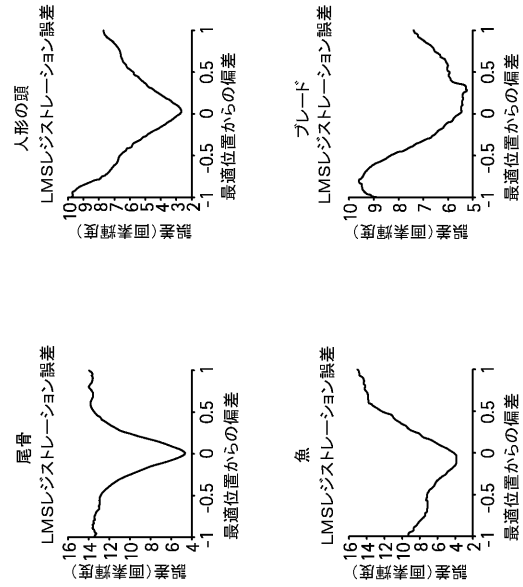 尾骨
LMSレジストレーション誤差
誤差(画素輝度)
16
14
12
10
8
6
4
-1 -0.5 0 0.5 1
最適位置からの偏差
人形の頭
LMSレジストレーション誤差
誤差(画素輝度)
10
9
8
7
6
5
4
3
2
-1 -0.5 0 0.5 1
最適位置からの偏差
魚
LMSレジストレーション誤差
誤差(画素輝度)
16
14
12
10
8
6
4
2
-1 -0.5 0 0.5 1
最適位置からの偏差
ブレード
LMSレジストレーション誤差
誤差(画素輝度)
10
9
8
7
6
5
-1 -0.5 0 0.5 1
最適位置からの偏差